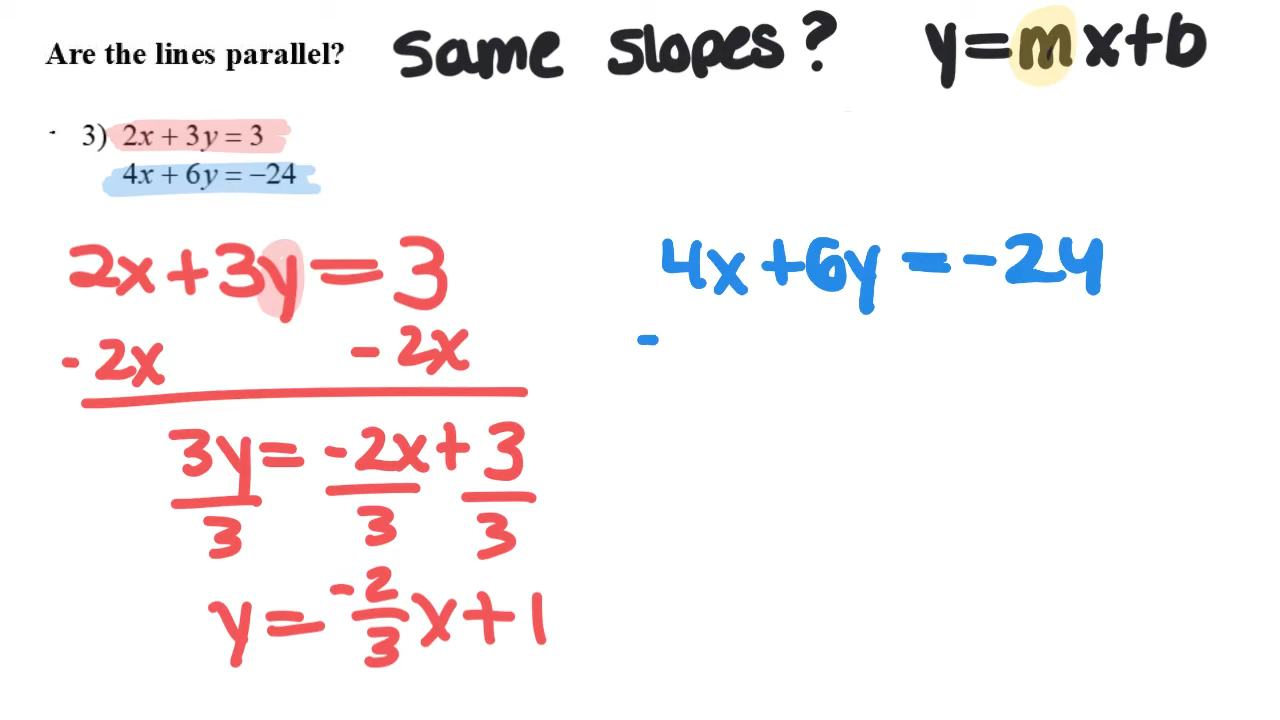 Are the lines parallel? Same slopes? y=mx+b
3) 2x + 3y = 3
4x + 6y = −24
2x+3y=3
-2x -2x
3y = -2x + 3
3 3 3
y = -2/3 x + 1
4x+6y=-24
-